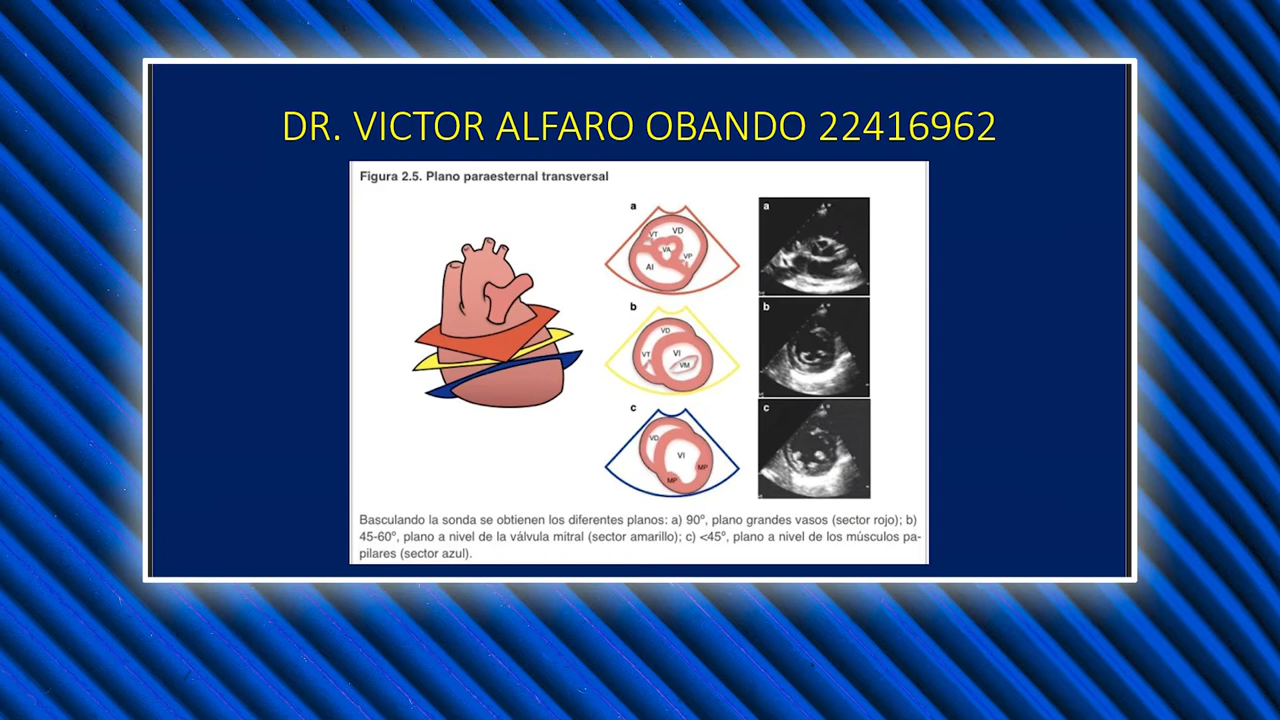 DR. VICTOR ALFARO OBANDO 22416962
Figura 2.5. Plano paraesternal transversal
a
VT
VD
VA
VP
AI
a
b
VD
VT
VI
VM
b
c
VD
VI
MP
MP
c
Basculando la sonda se obtienen los diferentes planos: a) 90º, plano grandes vasos (sector rojo); b)
45-60º, plano a nivel de la válvula mitral (sector amarillo); c) <45º, plano a nivel de los músculos pa-
pilares (sector azul).